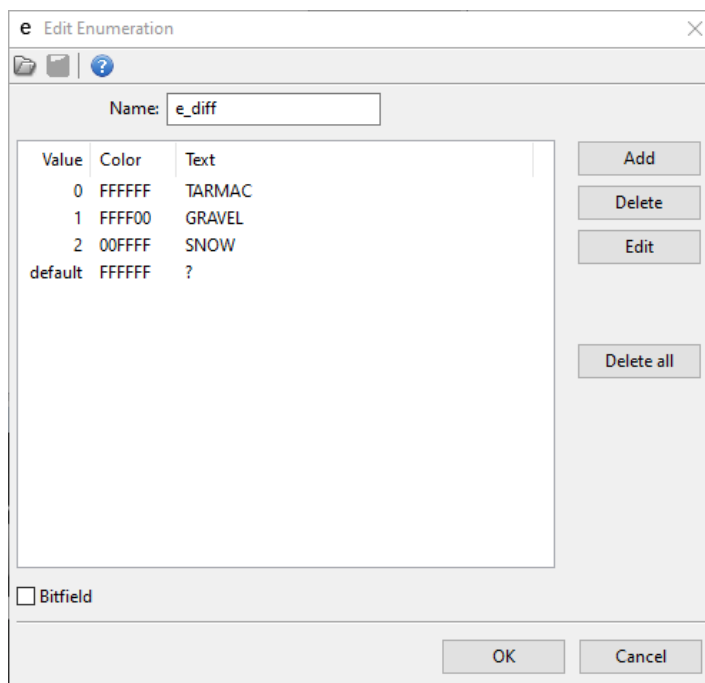 e Edit Enumeration
Name: e_diff
Value Color Text
0 FFFFFF TARMAC
1 FFFF00 GRAVEL
2 00FFFF SNOW
default FFFFFF ?
Add
Delete
Edit
Delete all
Bitfield
OK Cancel